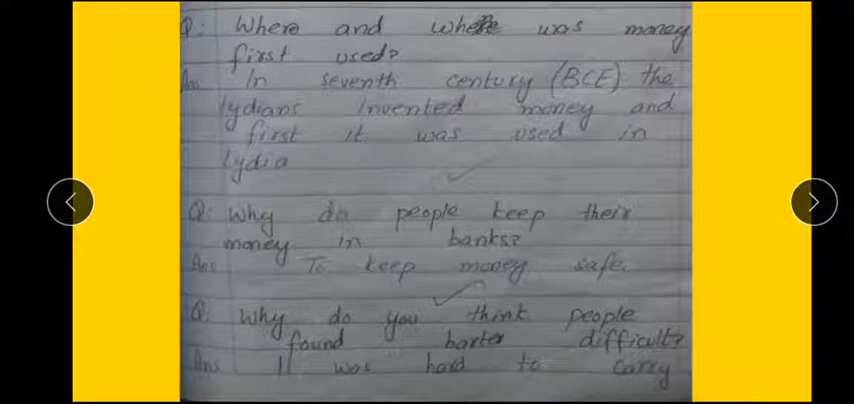 Q: Where and where was money
first used?
Ans In seventh century (BCE) the
lydians invented money and
first it was used in
lydia
Q: Why do people keep their
money in banks?
Ans To keep money safe.
Q: Why do you think people
found barter difficult?
Ans It was hard to carry